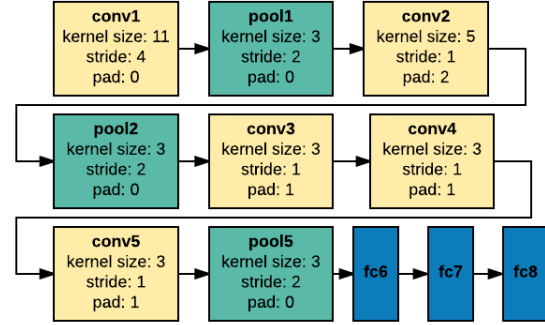 conv1
kernel size: 11
stride: 4
pad: 0
pool1
kernel size: 3
stride: 2
pad: 0
conv2
kernel size: 5
stride: 1
pad: 2
pool2
kernel size: 3
stride: 2
pad: 0
conv3
kernel size: 3
stride: 1
pad: 1
conv4
kernel size: 3
stride: 1
pad: 1
conv5
kernel size: 3
stride: 1
pad: 1
pool5
kernel size: 3
stride: 2
pad: 0
fc6
fc7
fc8